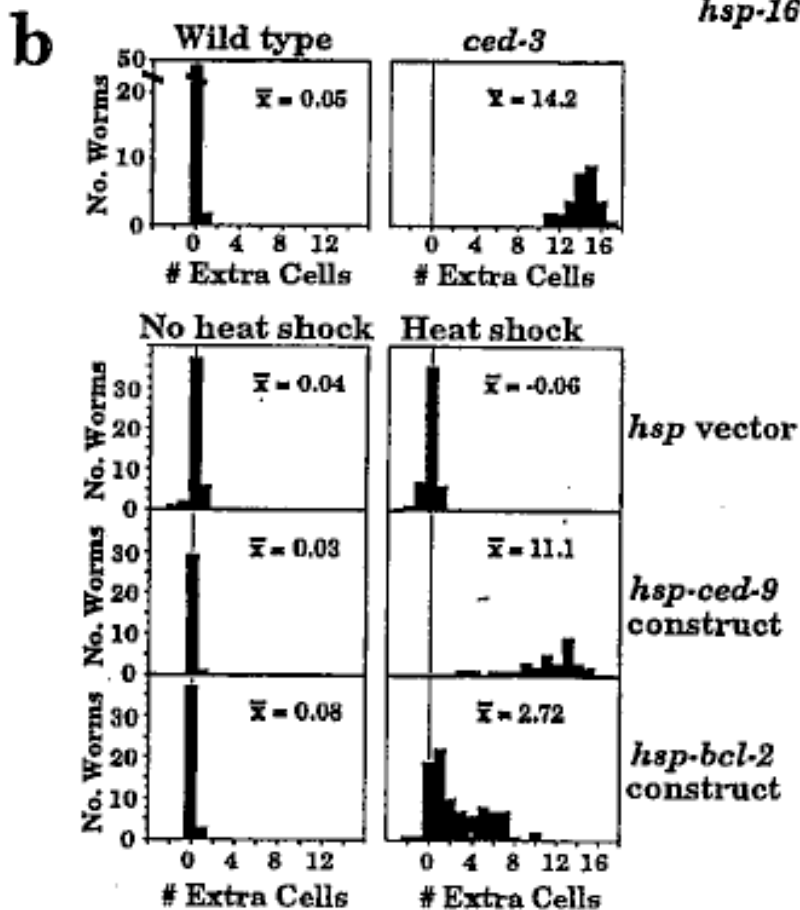 hsp-16
b
Wild type
ced-3
No. Worms
50
20
10
0
x̄ = 0.05
x̄ = 14.2
0 4 8 12
0 4 8 12 16
# Extra Cells
# Extra Cells
No heat shock
Heat shock
No. Worms
30
20
10
0
x̄ = 0.04
x̄ = -0.06
hsp vector
No. Worms
30
20
10
0
x̄ = 0.03
x̄ = 11.1
hsp-ced-9
construct
No. Worms
30
20
10
0
x̄ = 0.08
x̄ = 2.72
hsp-bcl-2
construct
0 4 8 12
0 4 8 12 16
# Extra Cells
# Extra Cells